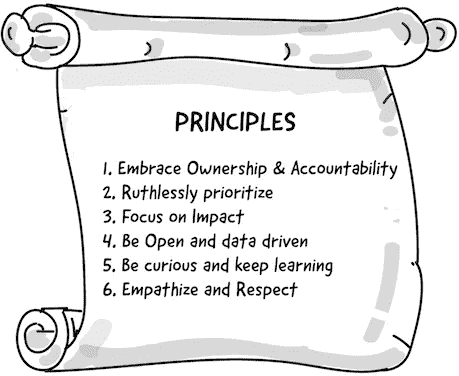 PRINCIPLES
1. Embrace Ownership & Accountability
2. Ruthlessly prioritize
3. Focus on Impact
4. Be Open and data driven
5. Be curious and keep learning
6. Empathize and Respect